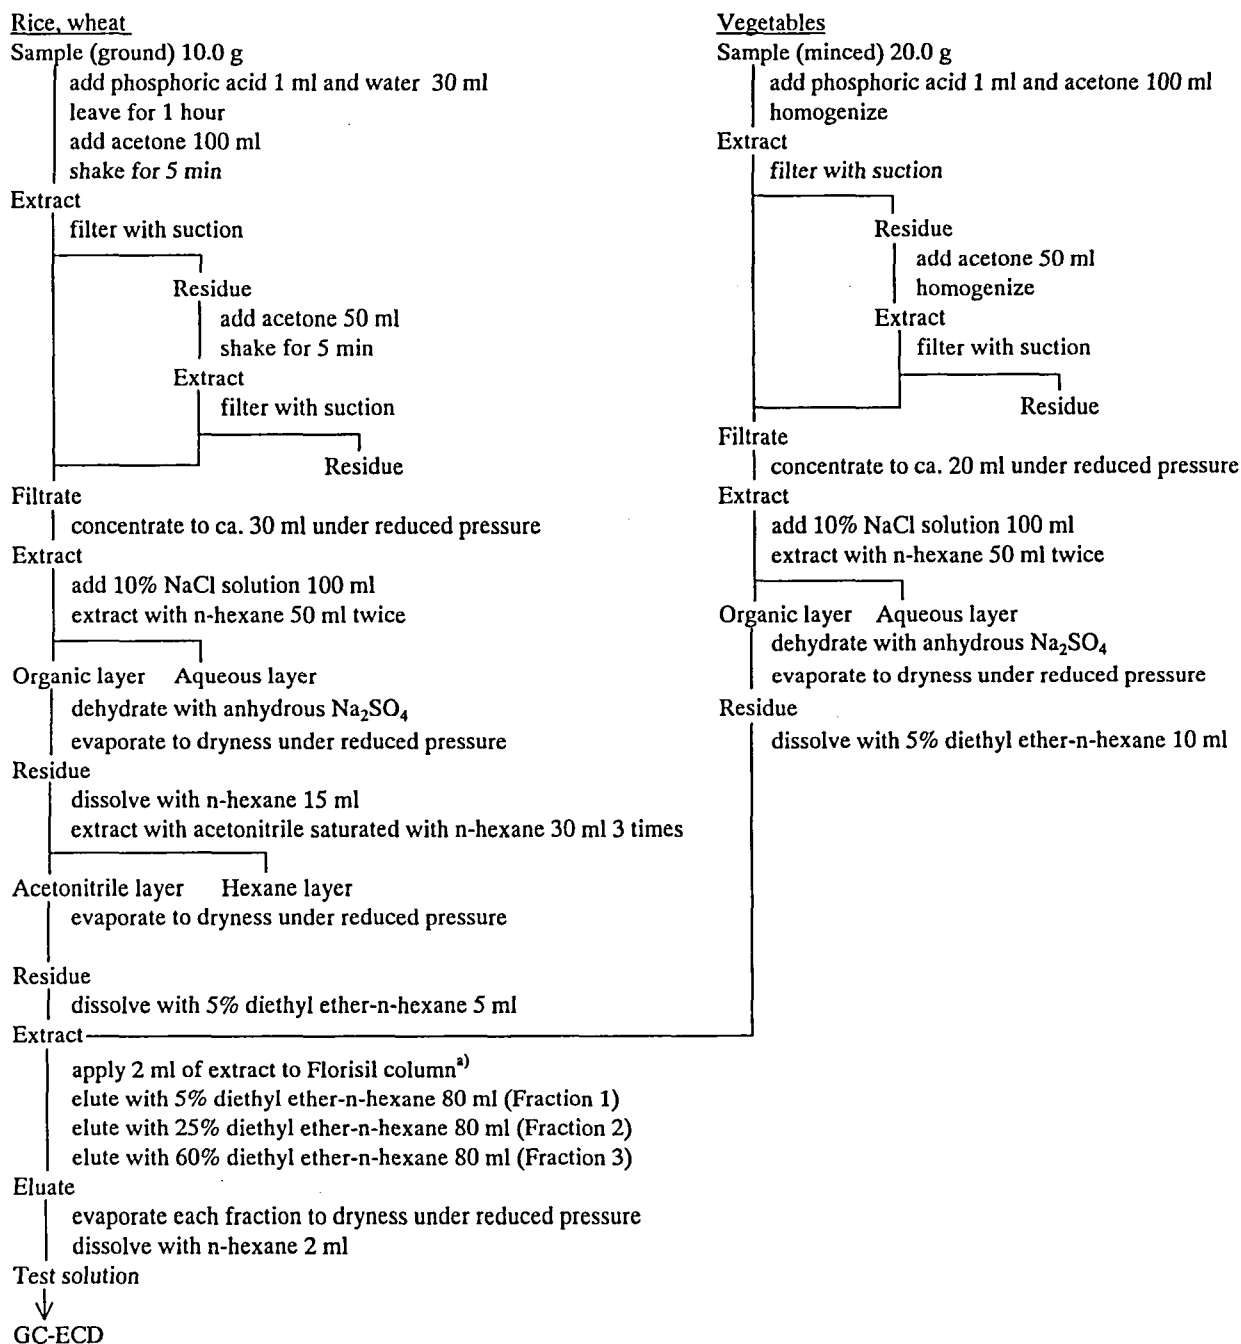 Rice, wheat
Sample (ground) 10.0 g
add phosphoric acid 1 ml and water 30 ml
leave for 1 hour
add acetone 100 ml
shake for 5 min
Extract
filter with suction
Residue
add acetone 50 ml
shake for 5 min
Extract
filter with suction
Residue
Filtrate
concentrate to ca. 30 ml under reduced pressure
Extract
add 10% NaCl solution 100 ml
extract with n-hexane 50 ml twice
Organic layer Aqueous layer
dehydrate with anhydrous Na₂SO₄
evaporate to dryness under reduced pressure
Residue
dissolve with n-hexane 15 ml
extract with acetonitrile saturated with n-hexane 30 ml 3 times
Acetonitrile layer Hexane layer
evaporate to dryness under reduced pressure
Residue
dissolve with 5% diethyl ether-n-hexane 5 ml
Vegetables
Sample (minced) 20.0 g
add phosphoric acid 1 ml and acetone 100 ml
homogenize
Extract
filter with suction
Residue
add acetone 50 ml
homogenize
Extract
filter with suction
Residue
Filtrate
concentrate to ca. 20 ml under reduced pressure
Extract
add 10% NaCl solution 100 ml
extract with n-hexane 50 ml twice
Organic layer Aqueous layer
dehydrate with anhydrous Na₂SO₄
evaporate to dryness under reduced pressure
Residue
dissolve with 5% diethyl ether-n-hexane 10 ml
Extract
apply 2 ml of extract to Florisil column a)
elute with 5% diethyl ether-n-hexane 80 ml (Fraction 1)
elute with 25% diethyl ether-n-hexane 80 ml (Fraction 2)
elute with 60% diethyl ether-n-hexane 80 ml (Fraction 3)
Eluate
evaporate each fraction to dryness under reduced pressure
dissolve with n-hexane 2 ml
Test solution
GC-ECD